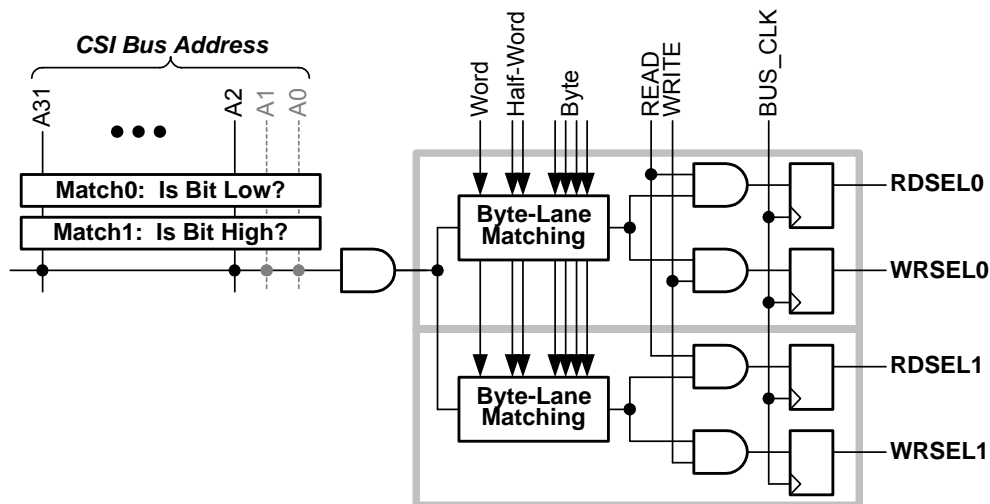 CSI Bus Address
A31
A2
A1
A0
Word
Half-Word
Byte
READ
WRITE
BUS_CLK
Match0: Is Bit Low?
Match1: Is Bit High?
Byte-Lane
Matching
RDSEL0
WRSEL0
Byte-Lane
Matching
RDSEL1
WRSEL1